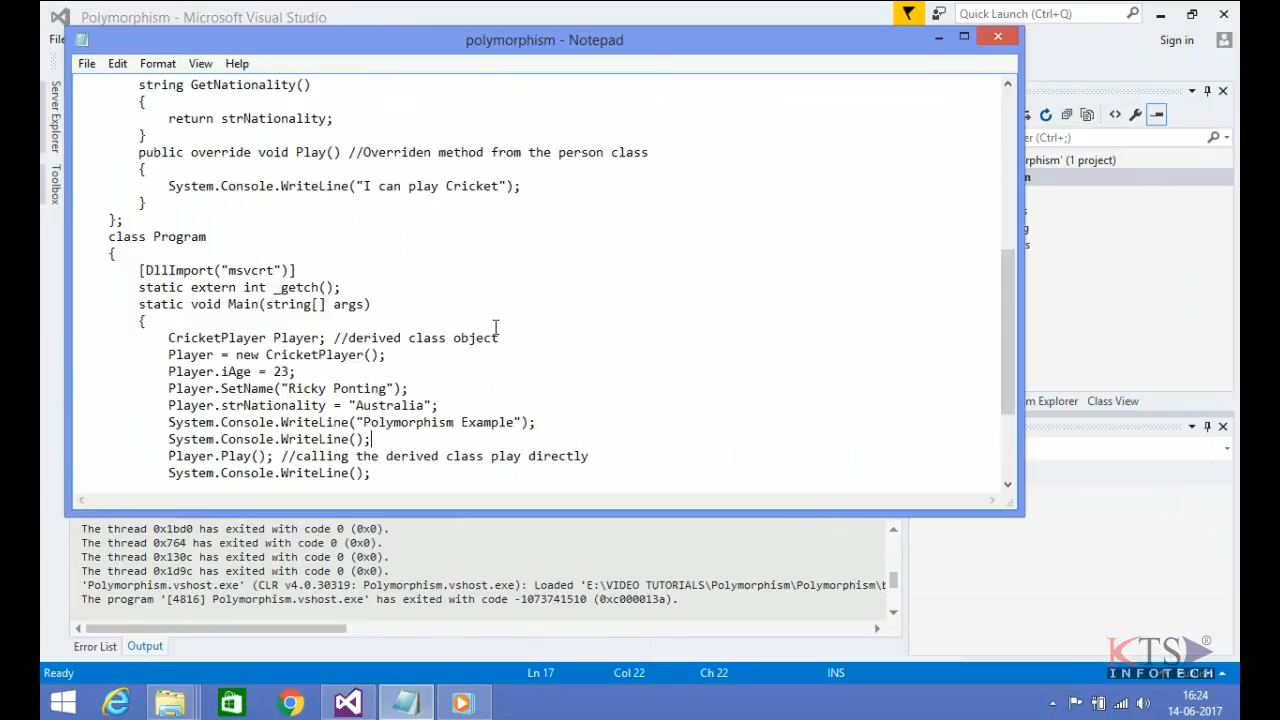 Polymorphism - Microsoft Visual Studio
Quick Launch (Ctrl+Q)
polymorphism - Notepad
Sign in
File Edit Format View Help
Server Explorer
Toolbox
string GetNationality()
{
return strNationality;
}
public override void Play() //Overriden method from the person class
{
System.Console.WriteLine("I can play Cricket");
}
};
class Program
{
[DllImport("msvcrt")]
static extern int _getch();
static void Main(string[] args)
{
CricketPlayer Player; //derived class object
Player = new CricketPlayer();
Player.iAge = 23;
Player.SetName("Ricky Ponting");
Player.strNationality = "Australia";
System.Console.WriteLine("Polymorphism Example");
System.Console.WriteLine();
Player.Play(); //calling the derived class play directly
System.Console.WriteLine();
(Ctrl+;)
(1 project)
Explorer Class View
The thread 0x1bd0 has exited with code 0 (0x0).
The thread 0x764 has exited with code 0 (0x0).
The thread 0x130c has exited with code 0 (0x0).
The thread 0x1d9c has exited with code 0 (0x0).
'Polymorphism.vshost.exe' (CLR v4.0.30319: Polymorphism.vshost.exe): Loaded 'E:\VIDEO TUTORIALS\Polymorphism\Polymorphism\b
The program '[4816] Polymorphism.vshost.exe' has exited with code -1073741510 (0xc000013a).
Error List Output
KTS ®
INFOTECH
Ready Ln 17 Col 22 Ch 22 INS
16:24
14-06-2017